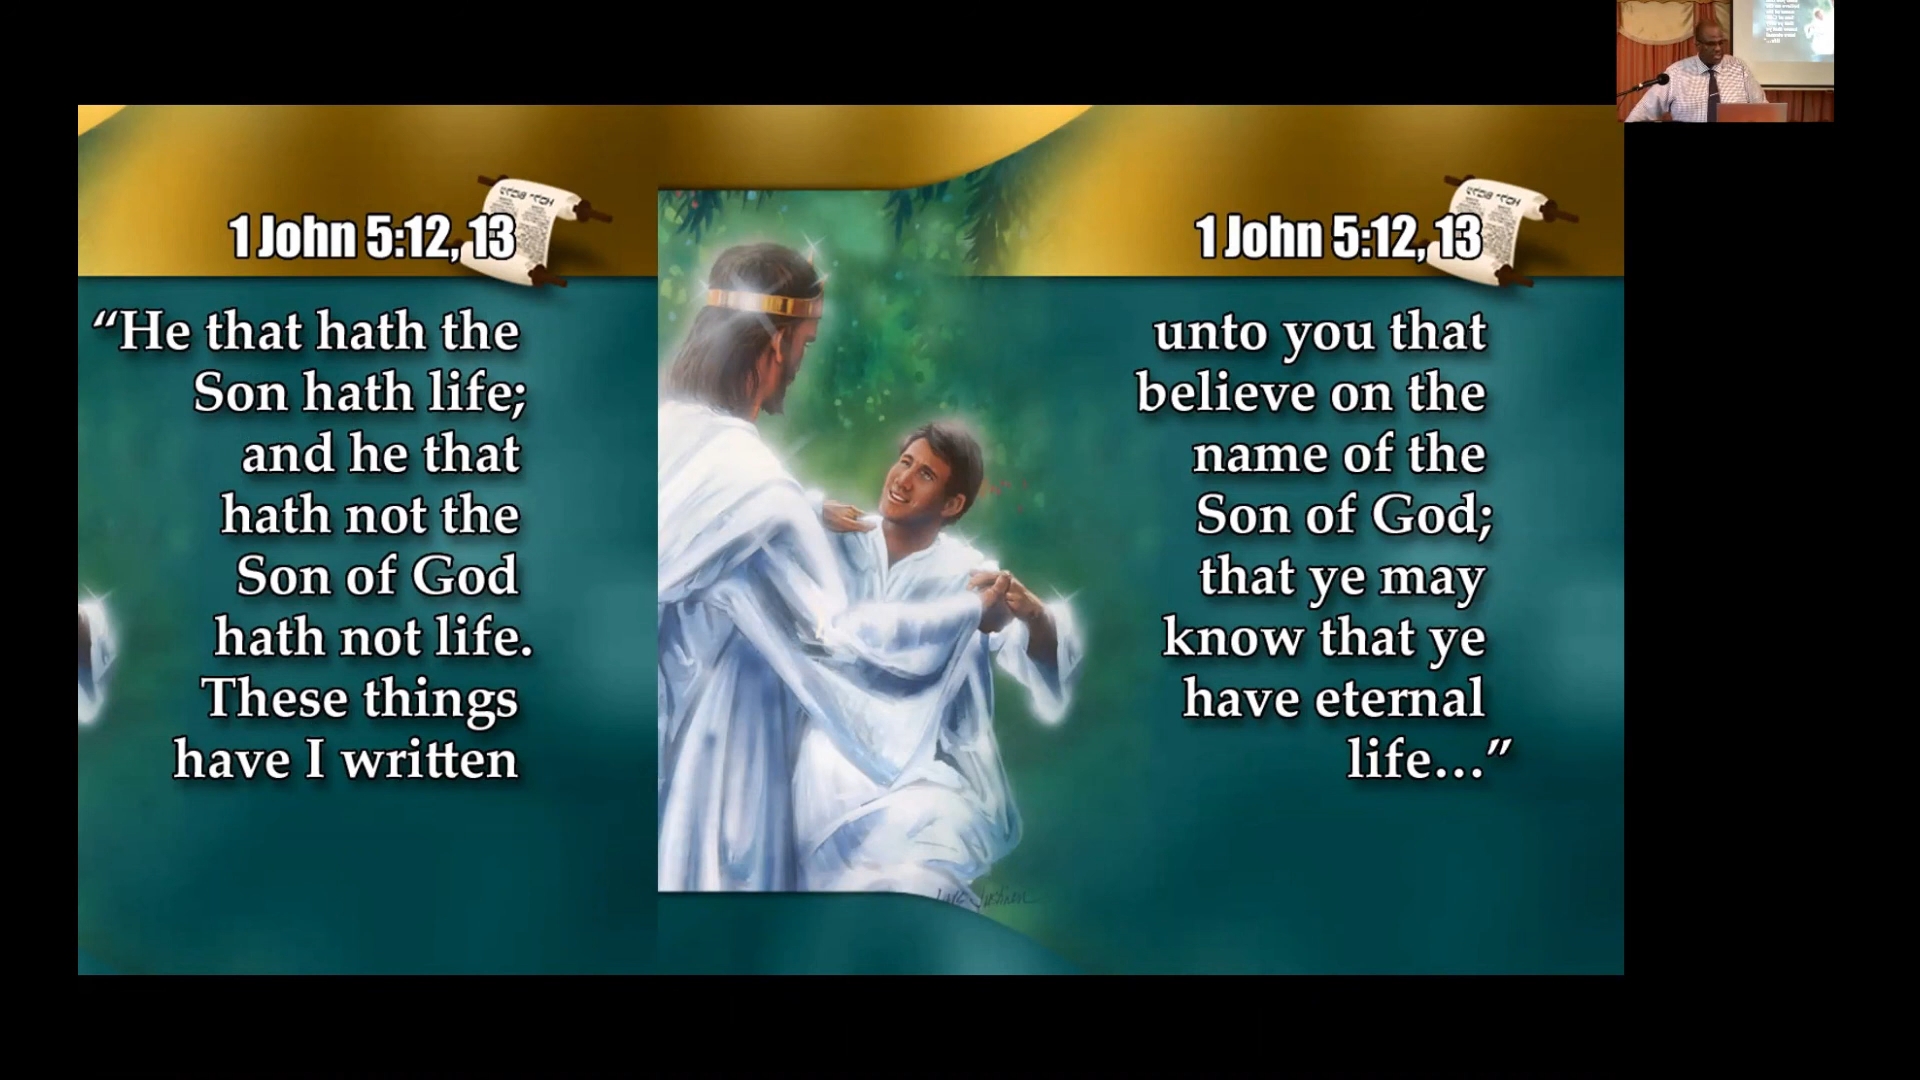 1 John 5:12, 13
“He that hath the
Son hath life;
and he that
hath not the
Son of God
hath not life.
These things
have I written
1 John 5:12, 13
unto you that
believe on the
name of the
Son of God;
that ye may
know that ye
have eternal
life...”